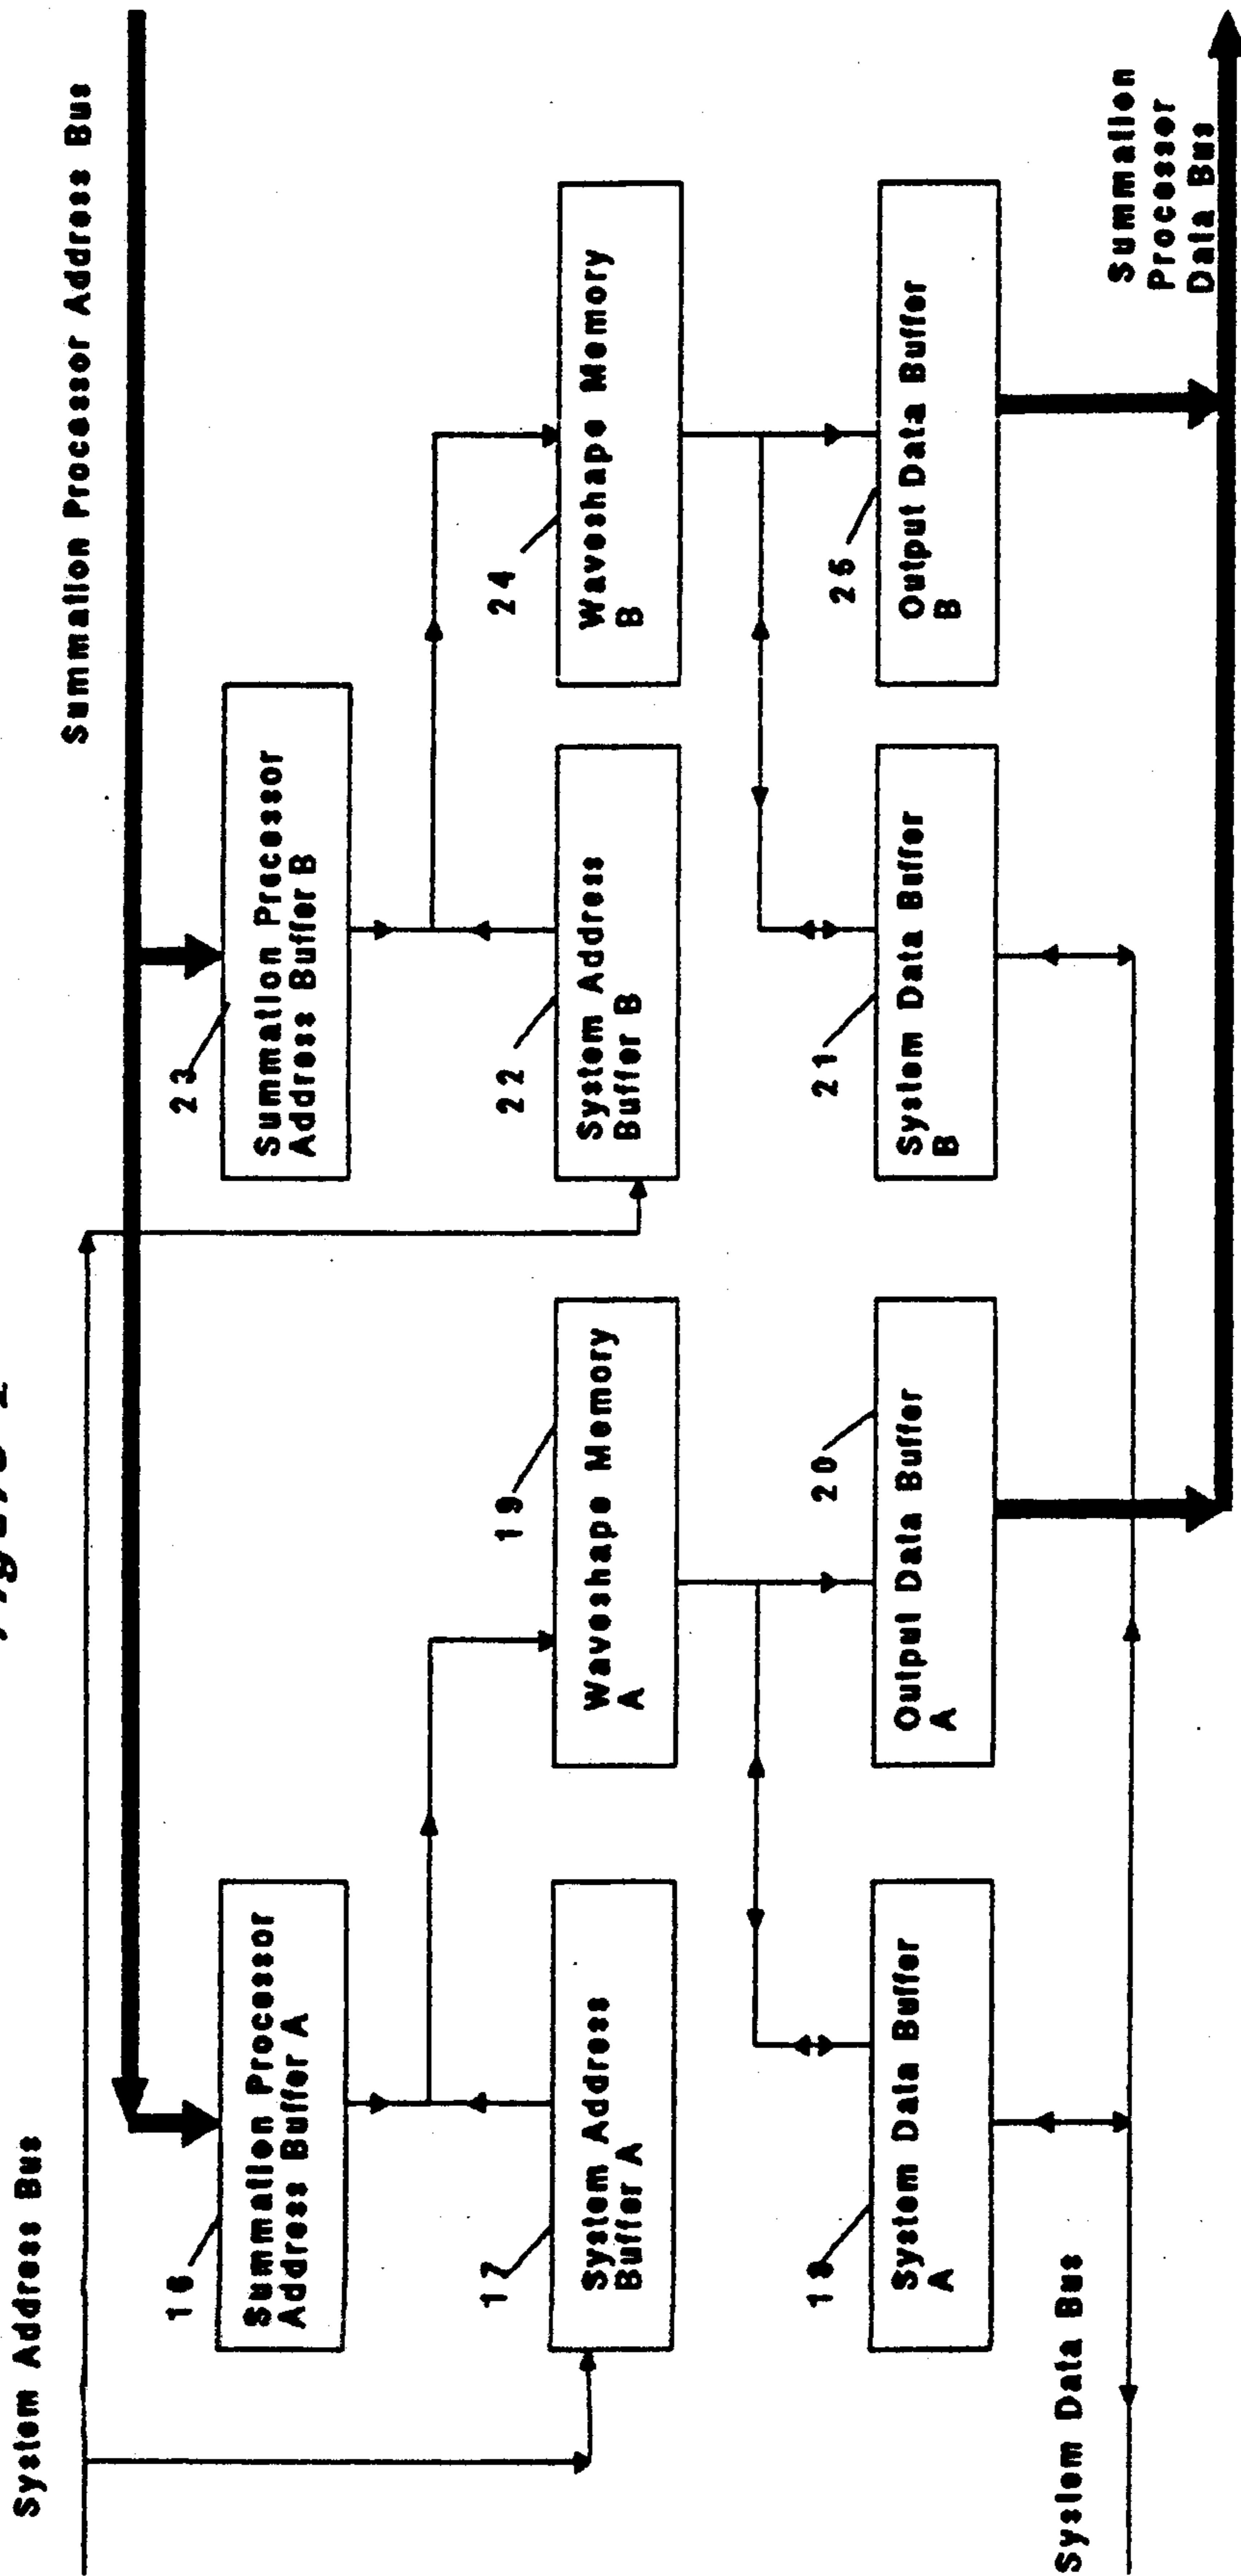 System Address Bus
Summation Processor Address Bus
16
Summation Processor
Address Buffer A
23
Summation Precessor
Address Buffer B
17
System Address
Buffer A
19
Waveshape Memory
A
22
System Address
Buffer B
24
Waveshape Memory
B
18
System Data Buffer
A
20
Output Data Buffer
A
21
System Data Buffer
B
25
Output Data Buffer
B
System Data Bus
Summation
Processor
Data Bus